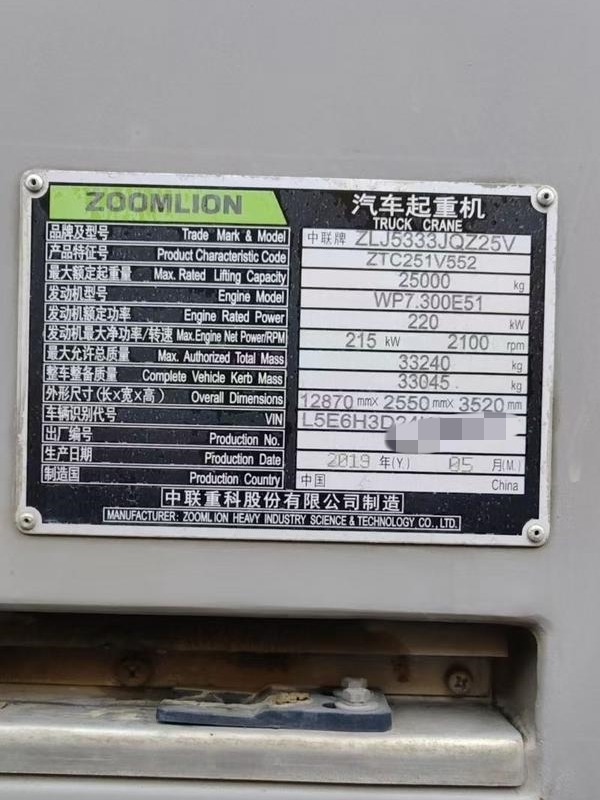 ZOOMLION 汽车起重机
TRUCK CRANE
品牌及型号 Trade Mark & Model 中联牌 ZLJ5333JQZ25V
产品特征号 Product Characteristic Code ZTC251V552
最大额定起重量 Max. Rated Lifting Capacity 25000 kg
发动机型号 Engine Model WP7.300E51
发动机额定功率 Engine Rated Power 220 kW
发动机最大净功率/转速 Max.Engine Net Power/RPM 215 kW 2100 rpm
最大允许总质量 Max. Authorized Total Mass 33240 kg
整车整备质量 Complete Vehicle Kerb Mass 33045 kg
外形尺寸(长×宽×高) Overall Dimensions 12870 mm× 2550 mm× 3520 mm
车辆识别代号 VIN L5E6H3D
出厂编号 Production No.
生产日期 Production Date 2019 年(Y.) 05 月(M.)
制造国 Production Country 中国 China
中联重科股份有限公司制造
MANUFACTURER: ZOOMLION HEAVY INDUSTRY SCIENCE & TECHNOLOGY CO., LTD.